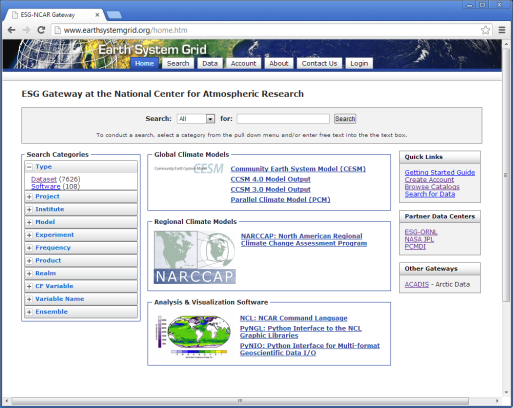 ESG-NCAR Gateway
www.earthsystemgrid.org/home.htm
Earth System Grid
Home Search Data Account About Contact Us Login
ESG Gateway at the National Center for Atmospheric Research
Search: All for: Search
To conduct a search, select a category from the pull down menu and/or enter free text into the text box.
Search Categories
Type
Dataset (7626)
Software (108)
Project
Institute
Model
Experiment
Frequency
Product
Realm
CF Variable
Variable Name
Ensemble
Global Climate Models
Community Earth System Model
CESM
Community Earth System Model (CESM)
CCSM 4.0 Model Output
CCSM 3.0 Model Output
Parallel Climate Model (PCM)
Regional Climate Models
NARCCAP
NARCCAP: North American Regional
Climate Change Assessment Program
Analysis & Visualization Software
NCL: NCAR Command Language
PyNGL: Python Interface to the NCL
Graphic Libraries
PyNIO: Python Interface for Multi-format
Geoscientific Data I/O
Quick Links
Getting Started Guide
Create Account
Browse Catalogs
Search for Data
Partner Data Centers
ESG-ORNL
NASA JPL
PCMDI
Other Gateways
ACADIS - Arctic Data